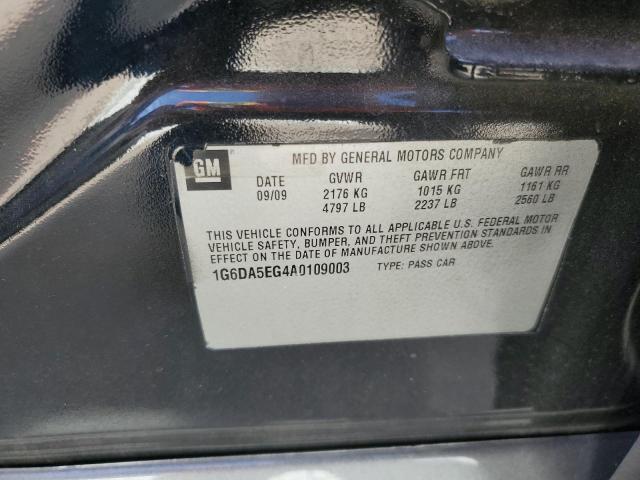 GM
MFD BY GENERAL MOTORS COMPANY
DATE GVWR GAWR FRT GAWR RR
09/09 2176 KG 1015 KG 1161 KG
4797 LB 2237 LB 2560 LB
THIS VEHICLE CONFORMS TO ALL APPLICABLE U.S. FEDERAL MOTOR
VEHICLE SAFETY, BUMPER, AND THEFT PREVENTION STANDARDS IN
EFFECT ON THE DATE OF MANUFACTURE SHOWN ABOVE.
1G6DA5EG4A0109003 TYPE: PASS CAR